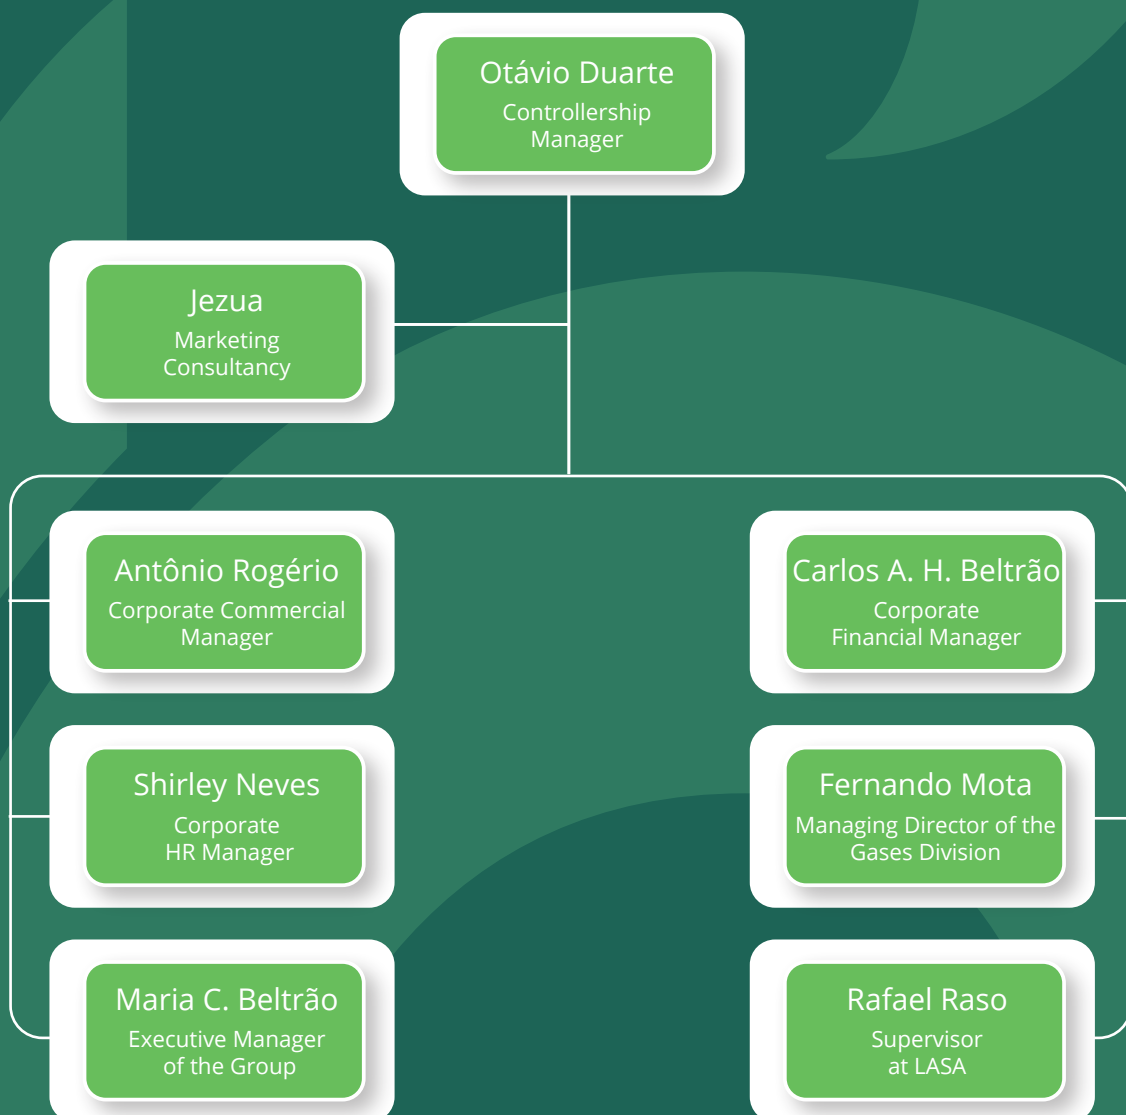 Otávio Duarte
Controllership
Manager
Jezua
Marketing
Consultancy
Antônio Rogério
Corporate Commercial
Manager
Carlos A. H. Beltrão
Corporate
Financial Manager
Shirley Neves
Corporate
HR Manager
Fernando Mota
Managing Director of the
Gases Division
Maria C. Beltrão
Executive Manager
of the Group
Rafael Raso
Supervisor
at LASA